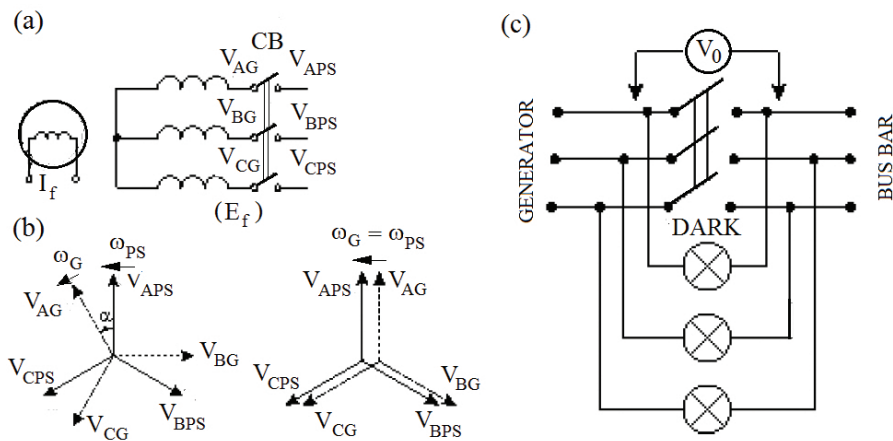 (a)
CB
V_AG V_APS
V_BG V_BPS
V_CG V_CPS
I_f
(E_f)
(b)
ω_G ω_PS
V_APS
V_AG
α
V_BG
V_CPS
V_BPS
V_CG
ω_G = ω_PS
V_APS V_AG
V_CPS V_BG
V_CG V_BPS
(c)
V_0
GENERATOR
BUS BAR
DARK